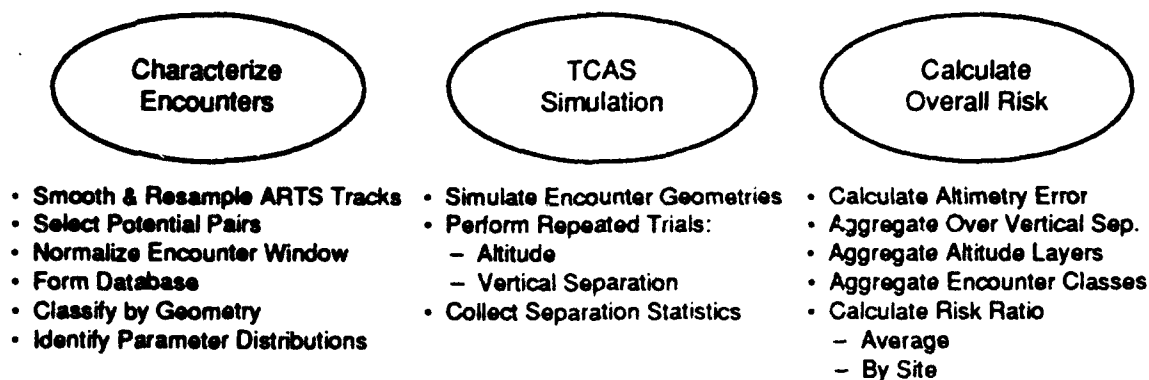 Characterize
Encounters
• Smooth & Resample ARTS Tracks
• Select Potential Pairs
• Normalize Encounter Window
• Form Database
• Classify by Geometry
• Identify Parameter Distributions
TCAS
Simulation
• Simulate Encounter Geometries
• Perform Repeated Trials:
– Altitude
– Vertical Separation
• Collect Separation Statistics
Calculate
Overall Risk
• Calculate Altimetry Error
• Aggregate Over Vertical Sep.
• Aggregate Altitude Layers
• Aggregate Encounter Classes
• Calculate Risk Ratio
– Average
– By Site